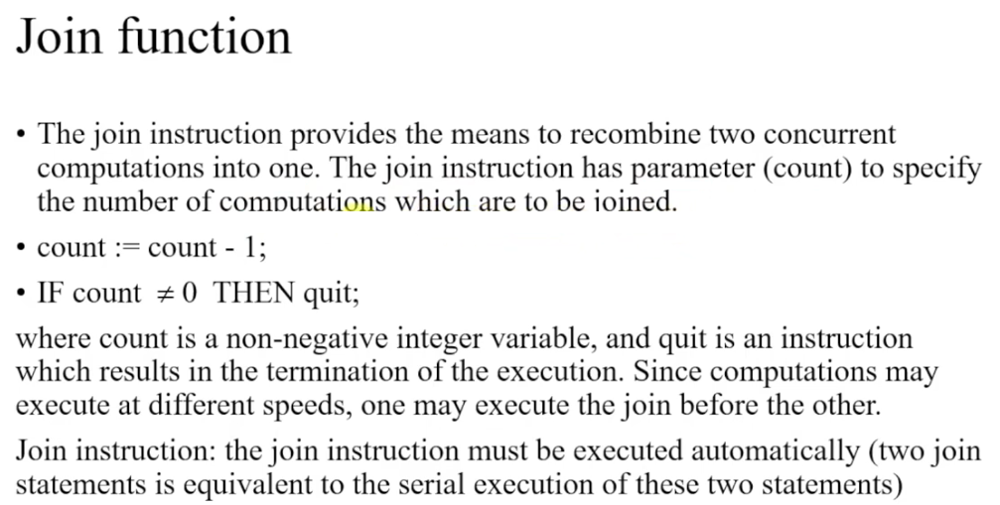 Join function
• The join instruction provides the means to recombine two concurrent
computations into one. The join instruction has parameter (count) to specify
the number of computations which are to be joined.
• count := count - 1;
• IF count ≠ 0 THEN quit;
where count is a non-negative integer variable, and quit is an instruction
which results in the termination of the execution. Since computations may
execute at different speeds, one may execute the join before the other.
Join instruction: the join instruction must be executed automatically (two join
statements is equivalent to the serial execution of these two statements)